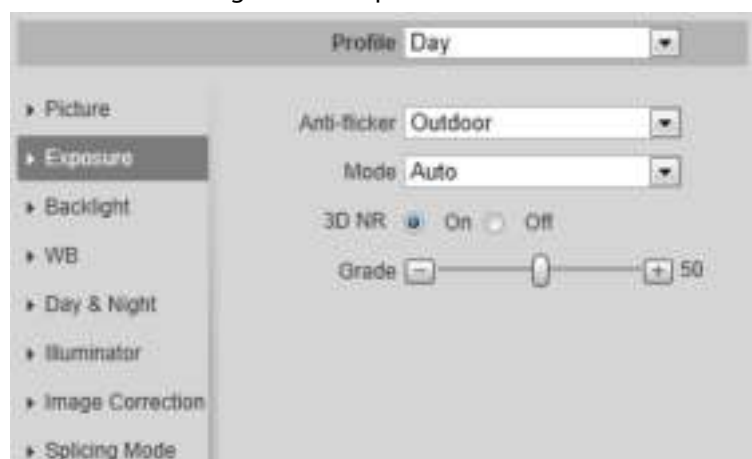 Profile Day
Picture
Exposure
Backlight
WB
Day & Night
Illuminator
Image Correction
Splicing Mode
Anti-flicker Outdoor
Mode Auto
3D NR On Off
Grade 50